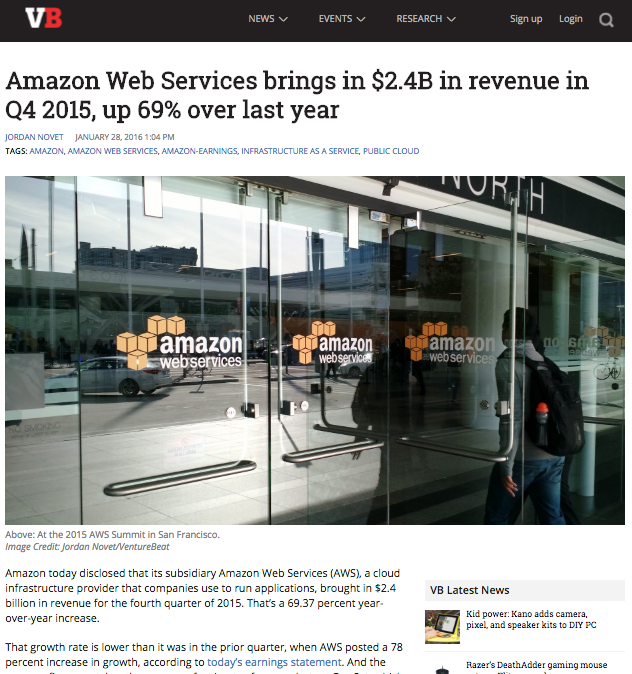 VB
NEWS EVENTS RESEARCH Sign up Login
Amazon Web Services brings in $2.4B in revenue in
Q4 2015, up 69% over last year
JORDAN NOVET JANUARY 28, 2016 1:04 PM
TAGS: AMAZON, AMAZON WEB SERVICES, AMAZON-EARNINGS, INFRASTRUCTURE AS A SERVICE, PUBLIC CLOUD
NORTH
amazon
webservices
amazon
webservices
amazon
webservices
NO SMOKING
Above: At the 2015 AWS Summit in San Francisco.
Image Credit: Jordan Novet/VentureBeat
Amazon today disclosed that its subsidiary Amazon Web Services (AWS), a cloud
infrastructure provider that companies use to run applications, brought in $2.4
billion in revenue for the fourth quarter of 2015. That's a 69.37 percent year-
over-year increase.
That growth rate is lower than it was in the prior quarter, when AWS posted a 78
percent increase in growth, according to today's earnings statement. And the
VB Latest News
Kid power: Kano adds camera,
pixel, and speaker kits to DIY PC
Razer's DeathAdder gaming mouse